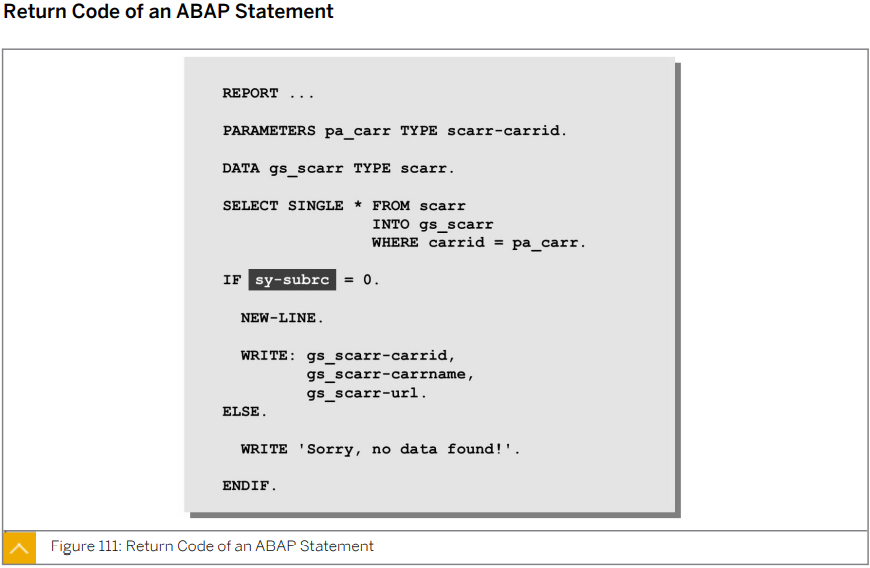 Return Code of an ABAP Statement
REPORT ...
PARAMETERS pa_carr TYPE scarr-carrid.
DATA gs_scarr TYPE scarr.
SELECT SINGLE * FROM scarr
INTO gs_scarr
WHERE carrid = pa_carr.
IF sy-subrc = 0.
NEW-LINE.
WRITE: gs_scarr-carrid,
gs_scarr-carrname,
gs_scarr-url.
ELSE.
WRITE 'Sorry, no data found!'.
ENDIF.
Figure 111: Return Code of an ABAP Statement